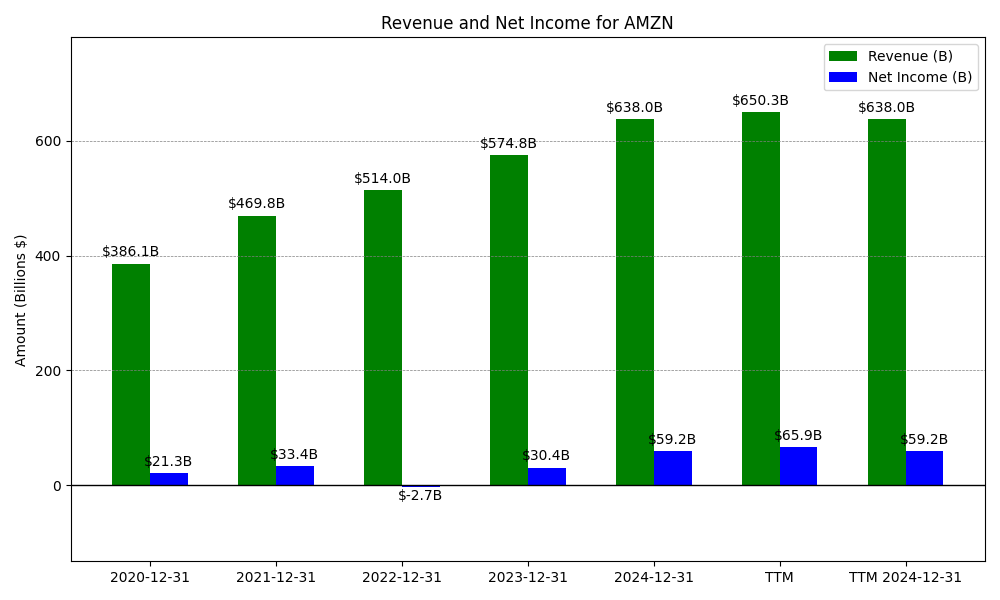 Revenue and Net Income for AMZN
Revenue (B)
Net Income (B)
Amount (Billions $)
600
400
200
0
$386.1B
$21.3B
$469.8B
$33.4B
$514.0B
$-2.7B
$574.8B
$30.4B
$638.0B
$59.2B
$650.3B
$65.9B
$638.0B
$59.2B
2020-12-31
2021-12-31
2022-12-31
2023-12-31
2024-12-31
TTM
TTM 2024-12-31